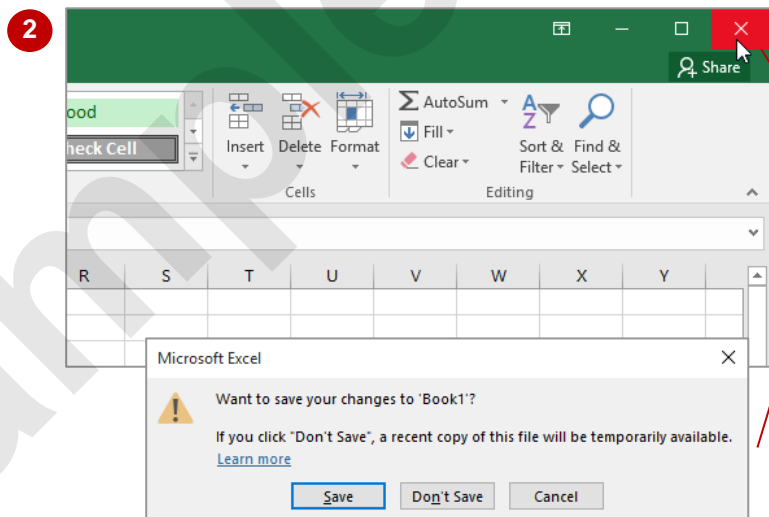 2
Share
ood
heck Cell
Insert Delete Format
Cells
AutoSum
Fill
Clear
Sort & Find &
Filter Select
Editing
R S T U V W X Y
Microsoft Excel
Want to save your changes to 'Book1'?
If you click "Don't Save", a recent copy of this file will be temporarily available.
Learn more
Save Don't Save Cancel